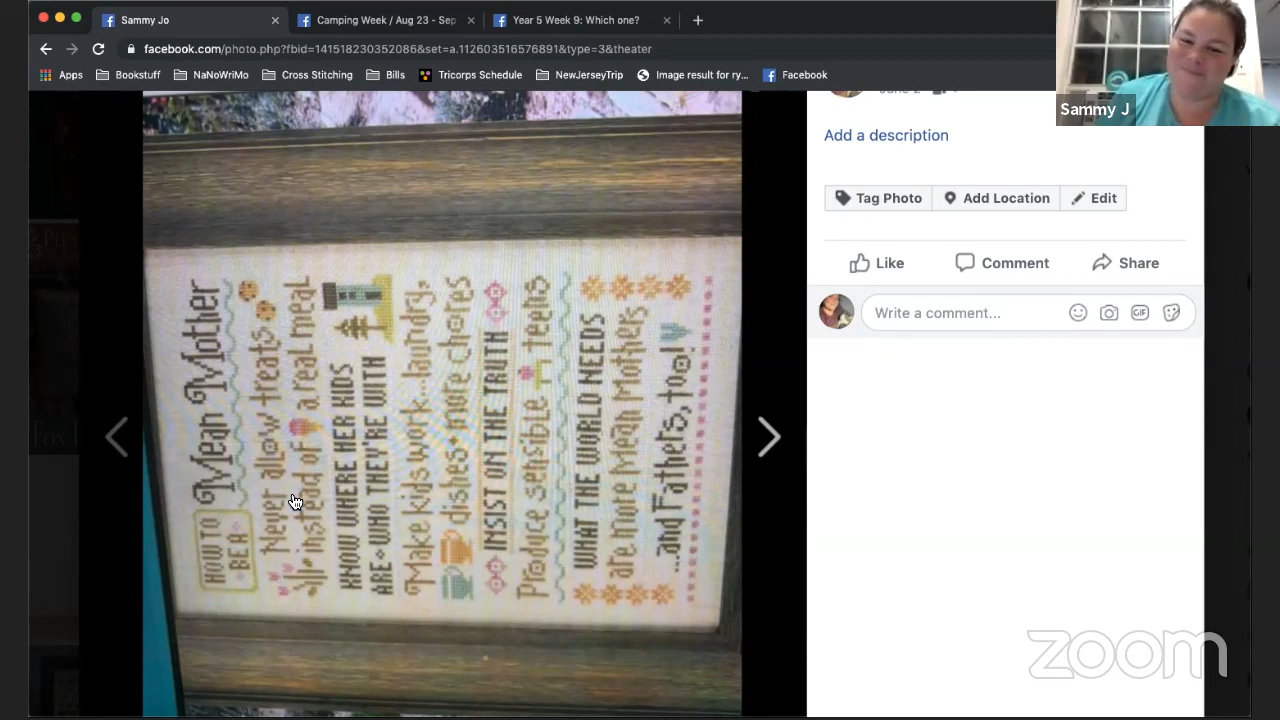 Sammy Jo
Camping Week / Aug 23 - Sep
Year 5 Week 9: Which one?
facebook.com/photo.php?fbid=141518230352086&set=a.112603516576891&type=3&theater
Apps
Bookstuff
NaNoWriMo
Cross Stitching
Bills
Tricorps Schedule
NewJerseyTrip
Image result for ry...
Facebook
Sammy J
Add a description
Tag Photo
Add Location
Edit
Like
Comment
Share
Write a comment...
GIF
HOW TO
BE A
Mean Mother
Never allow treats
instead of a real meal
KNOW WHERE HER KIDS
ARE WHO THEY'RE WITH
Make kids work...laundry,
dishes, more chores
INSIST ON THE TRUTH
Produce sensible teens
WHAT THE WORLD NEEDS
are more Mean Mothers
...and Fathers, too!
zoom